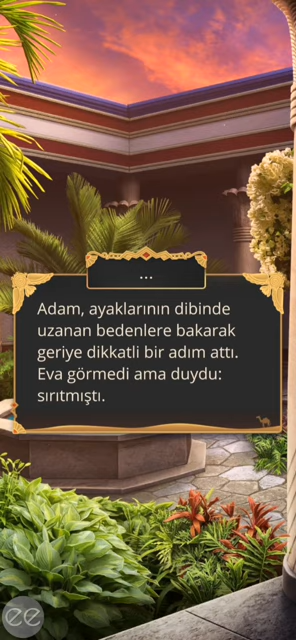 ...
Adam, ayaklarının dibinde
uzanan bedenlere bakarak
geriye dikkatli bir adım attı.
Eva görmedi ama duydu:
sırıtmıştı.
ee